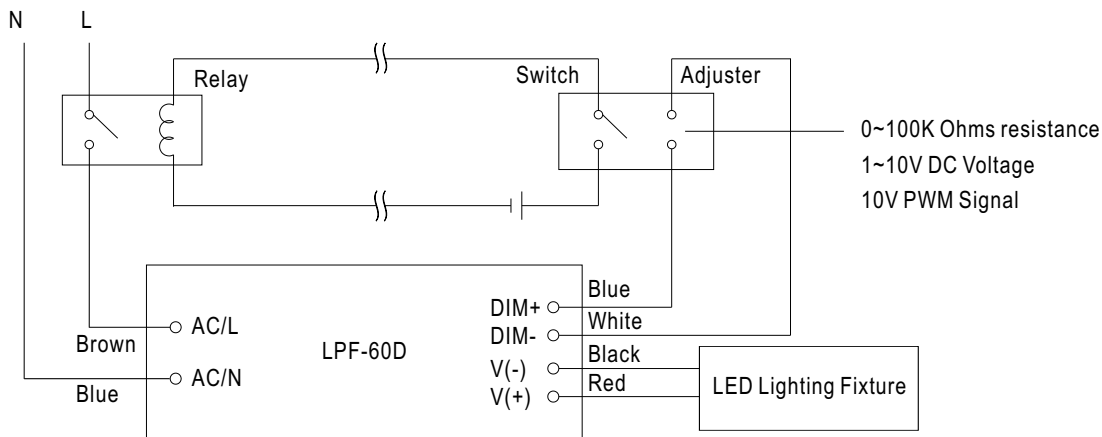 N
L
Relay
Switch
Adjuster
0~100K Ohms resistance
1~10V DC Voltage
10V PWM Signal
Blue
DIM+
White
DIM-
AC/L
Brown
LPF-60D
Black
V(-)
Red
V(+)
AC/N
Blue
LED Lighting Fixture